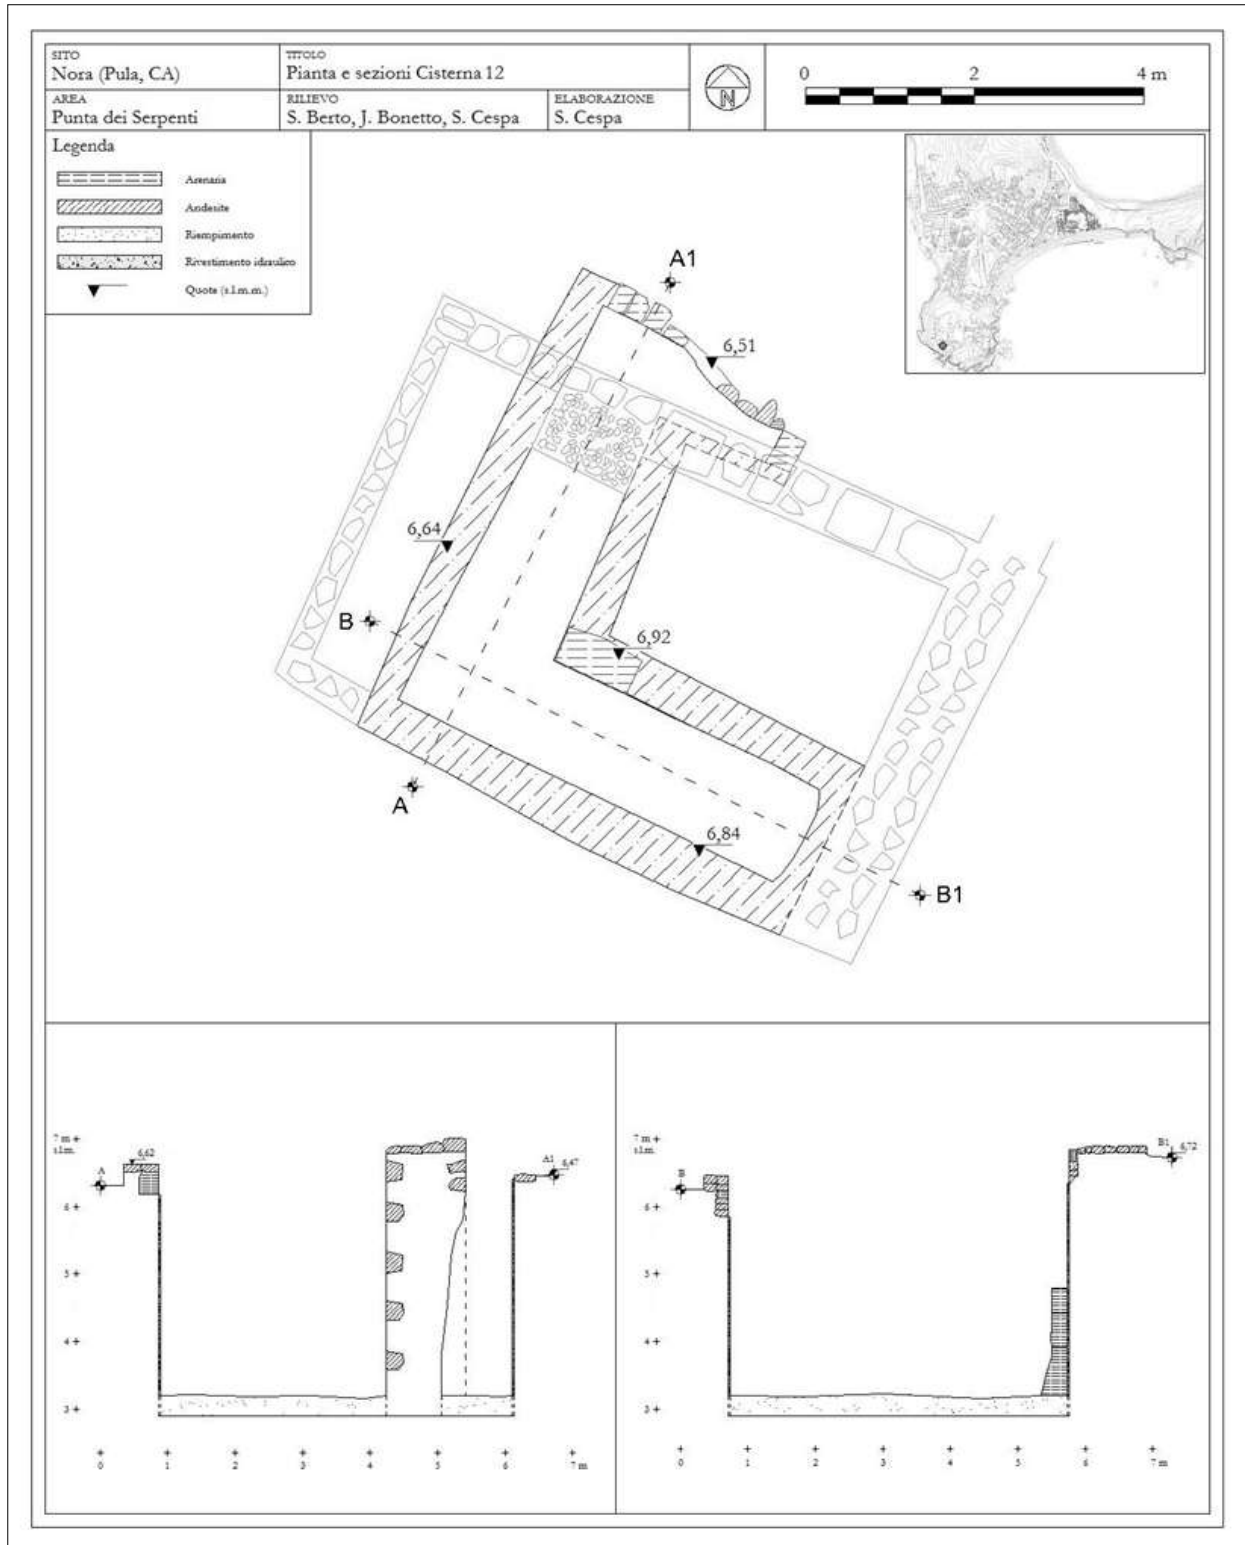 SITO
Nora (Pula, CA)
TITOLO
Pianta e sezioni Cisterna 12
AREA
Punta dei Serpenti
RILIEVO
S. Berto, J. Bonetto, S. Cespa
ELABORAZIONE
S. Cespa
N
0 2 4 m
Legenda
Arenaria
Andesite
Riempimento
Rivestimento idraulico
Quote (s.l.m.m.)
A1
6,51
6,64
B
6,92
A
6,84
B1
7 m +
s.l.m.
6,62
A
A1
6,47
6 +
5 +
4 +
3 +
+ + + + + + + +
0 1 2 3 4 5 6 7 m
7 m +
s.l.m.
B1
6,72
B
6 +
5 +
4 +
3 +
+ + + + + + + +
0 1 2 3 4 5 6 7 m